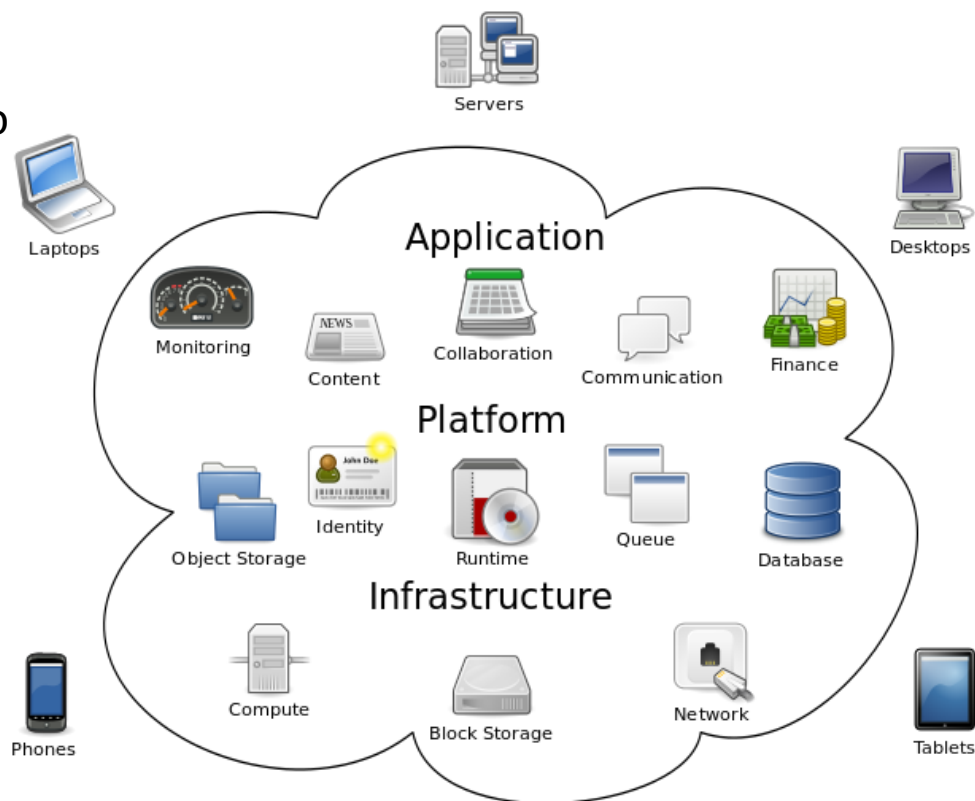 Servers
Laptops
Desktops
Application
Monitoring
NEWS
Content
Collaboration
Communication
Finance
Platform
John Doe
Object Storage
Identity
Runtime
Queue
Database
Infrastructure
Compute
Block Storage
Network
Phones
Tablets